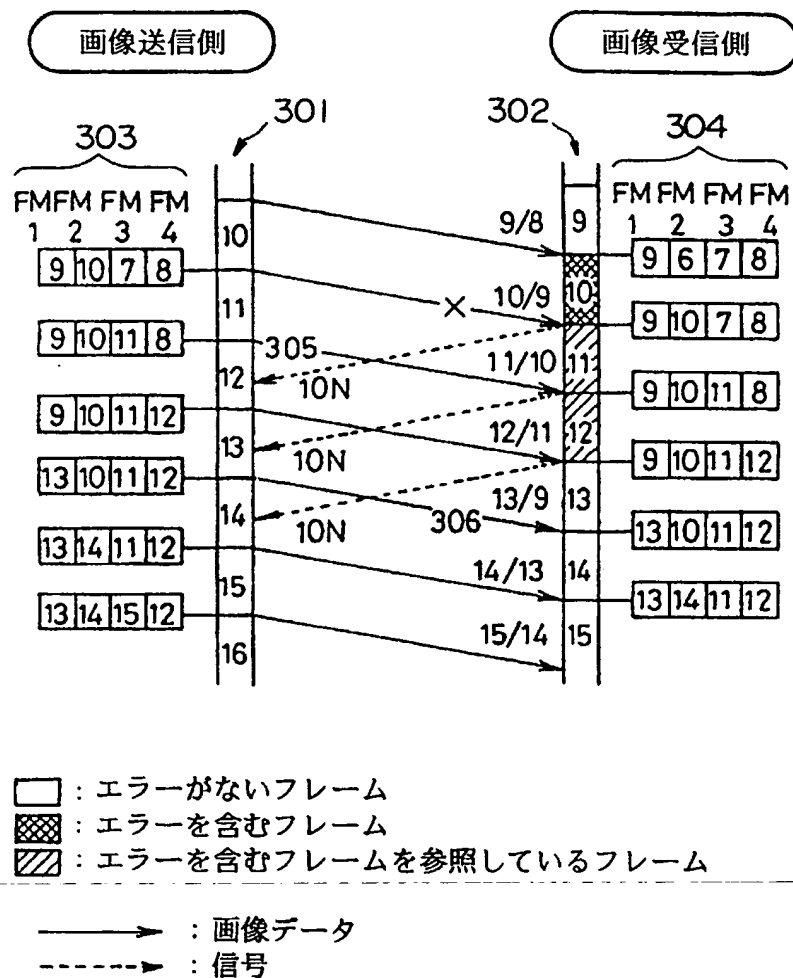 画像送信側 画像受信側
301 302
303 304
FM FM FM FM FM FM FM FM
1 2 3 4 1 2 3 4
10 9/8 9
9 10 7 8 9 6 7 8
11 10/9 10
9 10 11 8 9 10 7 8
305
12 10N 11/10 11
9 10 11 12 9 10 11 8
13 10N 12/11 12
13 10 11 12 9 10 11 12
14 10N 306 13/9 13
13 14 11 12 13 10 11 12
15 14/13 14
13 14 15 12 13 14 11 12
16 15/14 15
: エラーがないフレーム
: エラーを含むフレーム
: エラーを含むフレームを参照しているフレーム
: 画像データ
: 信号